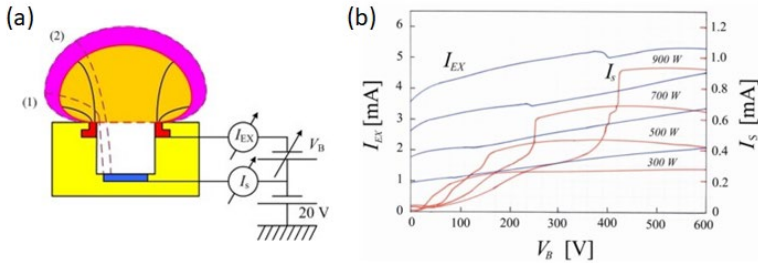 (a)
(2)
(1)
I_EX
V_B
I_s
20 V
(b)
I_EX [mA]
6
5
4
3
2
1
0
I_EX
I_s
900 W
700 W
500 W
300 W
1.2
1.0
0.8
0.6
0.4
0.2
0
I_S [mA]
0 100 200 300 400 500 600
V_B [V]